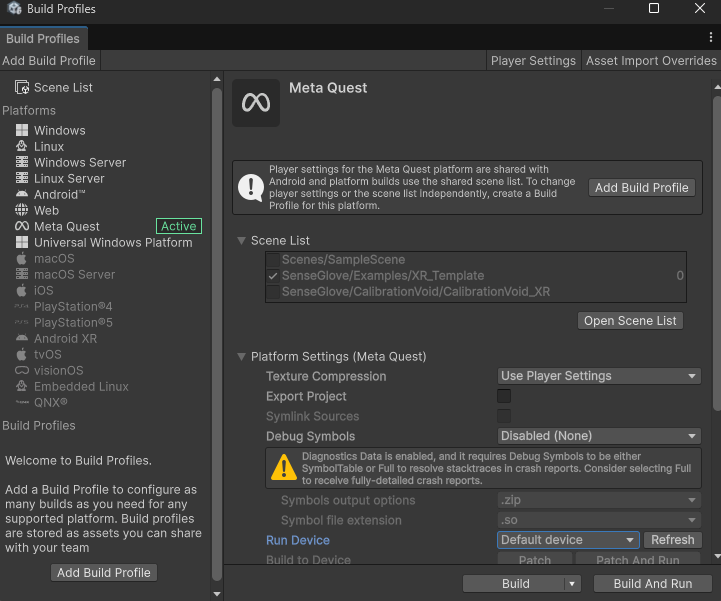 Build Profiles
Build Profiles
Add Build Profile
Player Settings
Asset Import Overrides
Scene List
Platforms
Windows
Linux
Windows Server
Linux Server
Android™
Web
Meta Quest
Active
Universal Windows Platform
macOS
macOS Server
iOS
PlayStation®4
PlayStation®5
Android XR
tvOS
visionOS
Embedded Linux
QNX®
Build Profiles
Welcome to Build Profiles.
Add a Build Profile to configure as
many builds as you need for any
supported platform. Build profiles
are stored as assets you can share
with your team
Add Build Profile
Meta Quest
Player settings for the Meta Quest platform are shared with
Android and platform builds use the shared scene list. To change
player settings or the scene list independently, create a Build
Profile for this platform.
Add Build Profile
Scene List
Scenes/SampleScene
SenseGlove/Examples/XR_Template 0
SenseGlove/CalibrationVoid/CalibrationVoid_XR
Open Scene List
Platform Settings (Meta Quest)
Texture Compression Use Player Settings
Export Project
Symlink Sources
Debug Symbols Disabled (None)
Diagnostics Data is enabled, and it requires Debug Symbols to be either
SymbolTable or Full to resolve stacktraces in crash reports. Consider selecting Full
to receive fully-detailed crash reports.
Symbols output options .zip
Symbol file extension .so
Run Device Default device Refresh
Build to Device Patch Patch And Run
Build Build And Run